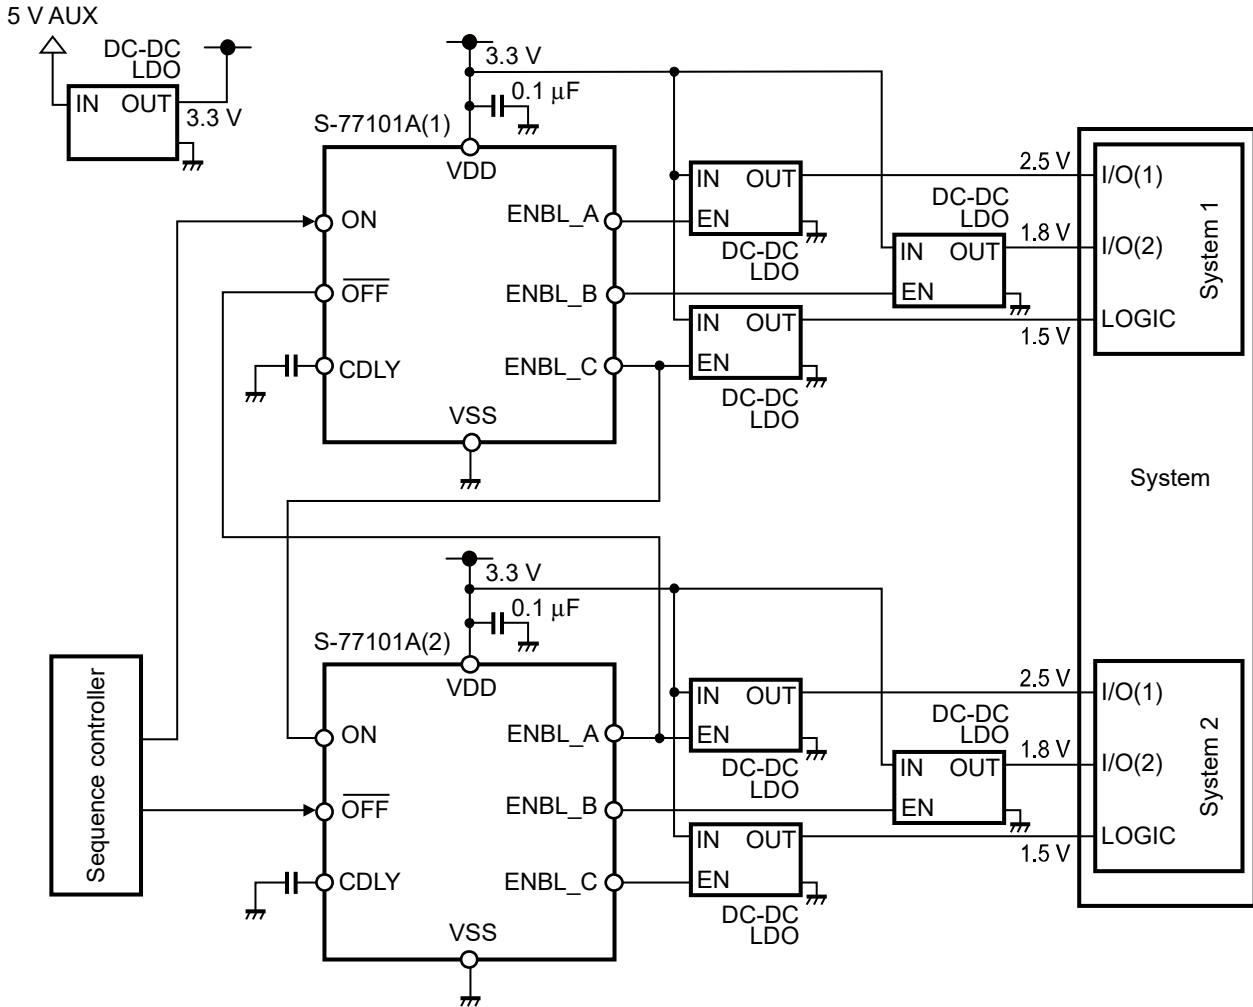 5 V AUX
DC-DC
LDO
IN OUT
3.3 V
3.3 V
0.1 μF
S-77101A(1)
VDD
ON
OFF
CDLY
VSS
ENBL_A
ENBL_B
ENBL_C
IN OUT
EN
DC-DC
LDO
DC-DC
LDO
IN OUT
EN
IN OUT
EN
DC-DC
LDO
2.5 V
1.8 V
1.5 V
I/O(1)
I/O(2)
LOGIC
System 1
System
3.3 V
0.1 μF
S-77101A(2)
VDD
ON
OFF
CDLY
VSS
ENBL_A
ENBL_B
ENBL_C
Sequence controller
IN OUT
EN
DC-DC
LDO
DC-DC
LDO
IN OUT
EN
IN OUT
EN
DC-DC
LDO
2.5 V
1.8 V
1.5 V
I/O(1)
I/O(2)
LOGIC
System 2